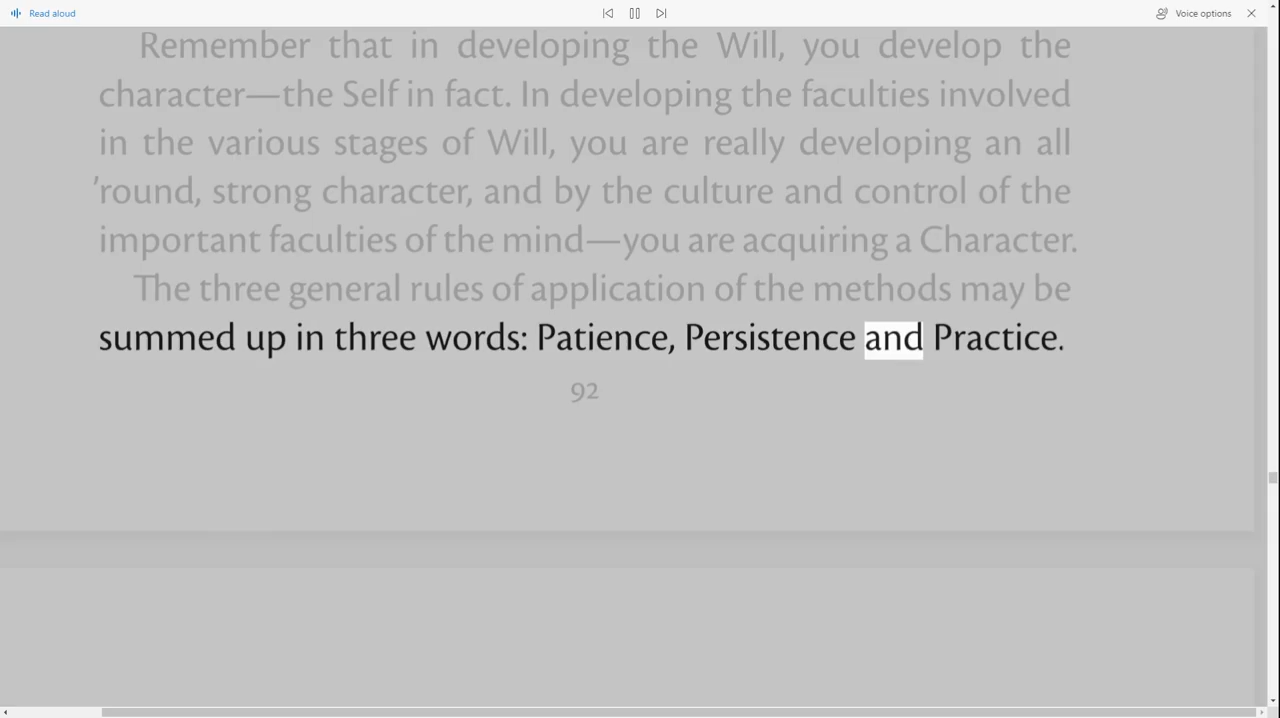 Read aloud
Voice options
Remember that in developing the Will, you develop the
character—the Self in fact. In developing the faculties involved
in the various stages of Will, you are really developing an all
’round, strong character, and by the culture and control of the
important faculties of the mind—you are acquiring a Character.
The three general rules of application of the methods may be
summed up in three words: Patience, Persistence and Practice.
92